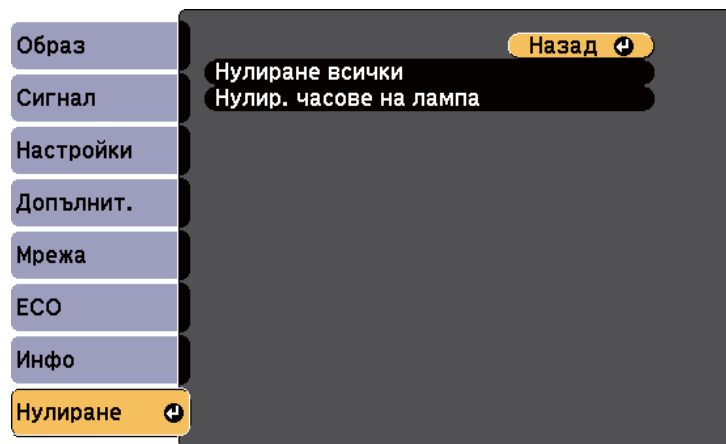 Образ
Сигнал
Настройки
Допълнит.
Мрежа
ECO
Инфо
Нулиране
Назад
Нулиране всички
Нулир. часове на лампа